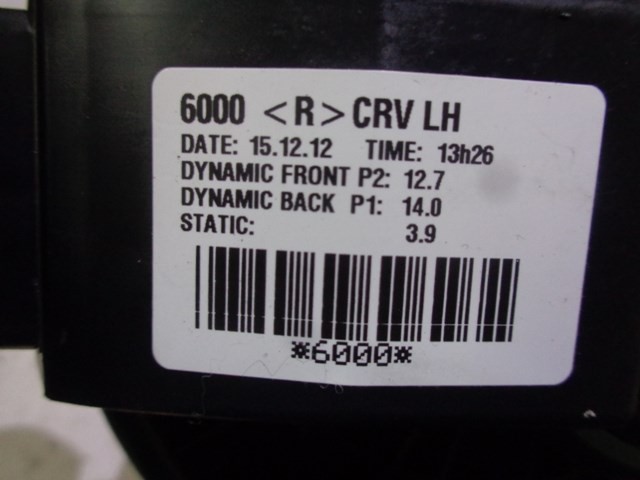 6000 <R> CRV LH
DATE: 15.12.12 TIME: 13h26
DYNAMIC FRONT P2: 12.7
DYNAMIC BACK P1: 14.0
STATIC: 3.9
*6000*